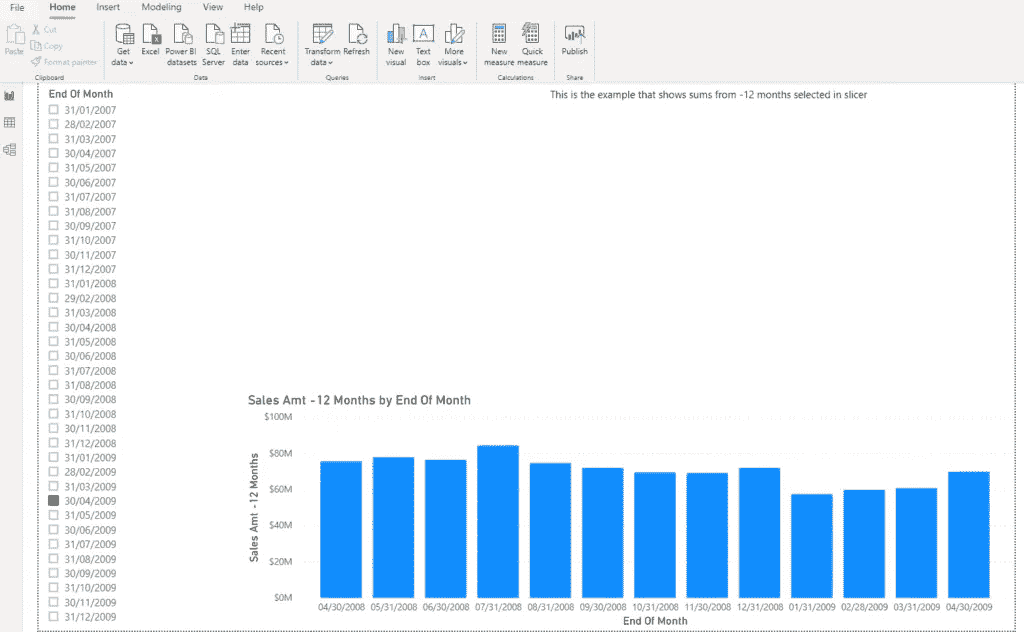 File Home Insert Modeling View Help
Paste
Cut
Copy
Format painter
Clipboard
Get data
Excel
Power BI datasets
SQL Server
Enter data
Recent sources
Data
Transform data
Refresh
Queries
New visual
Text box
More visuals
Insert
New measure
Quick measure
Calculations
Publish
Share
End Of Month
31/01/2007
28/02/2007
31/03/2007
30/04/2007
31/05/2007
30/06/2007
31/07/2007
31/08/2007
30/09/2007
31/10/2007
30/11/2007
31/12/2007
31/01/2008
29/02/2008
31/03/2008
30/04/2008
31/05/2008
30/06/2008
31/07/2008
31/08/2008
30/09/2008
31/10/2008
30/11/2008
31/12/2008
31/01/2009
28/02/2009
31/03/2009
30/04/2009
31/05/2009
30/06/2009
31/07/2009
31/08/2009
30/09/2009
31/10/2009
30/11/2009
31/12/2009
This is the example that shows sums from -12 months selected in slicer
Sales Amt -12 Months by End Of Month
Sales Amt -12 Months
$100M
$80M
$60M
$40M
$20M
$0M
04/30/2008 05/31/2008 06/30/2008 07/31/2008 08/31/2008 09/30/2008 10/31/2008 11/30/2008 12/31/2008 01/31/2009 02/28/2009 03/31/2009 04/30/2009
End Of Month